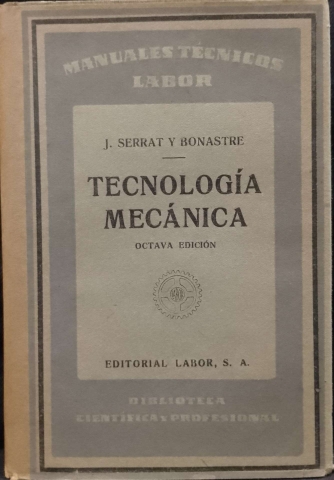 MANUALES TÉCNICOS
LABOR
J. SERRAT Y BONASTRE
TECNOLOGÍA
MECÁNICA
OCTAVA EDICIÓN
EDITORIAL LABOR, S. A.
BIBLIOTECA
CIENTÍFICA Y PROFESIONAL